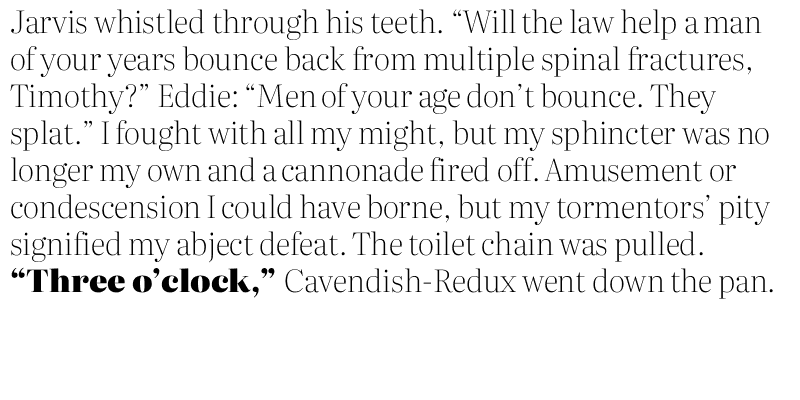 Jarvis whistled through his teeth. “Will the law help a man
of your years bounce back from multiple spinal fractures,
Timothy?” Eddie: “Men of your age don’t bounce. They
splat.” I fought with all my might, but my sphincter was no
longer my own and a cannonade fired off. Amusement or
condescension I could have borne, but my tormentors’ pity
signified my abject defeat. The toilet chain was pulled.
“Three o’clock,” Cavendish-Redux went down the pan.